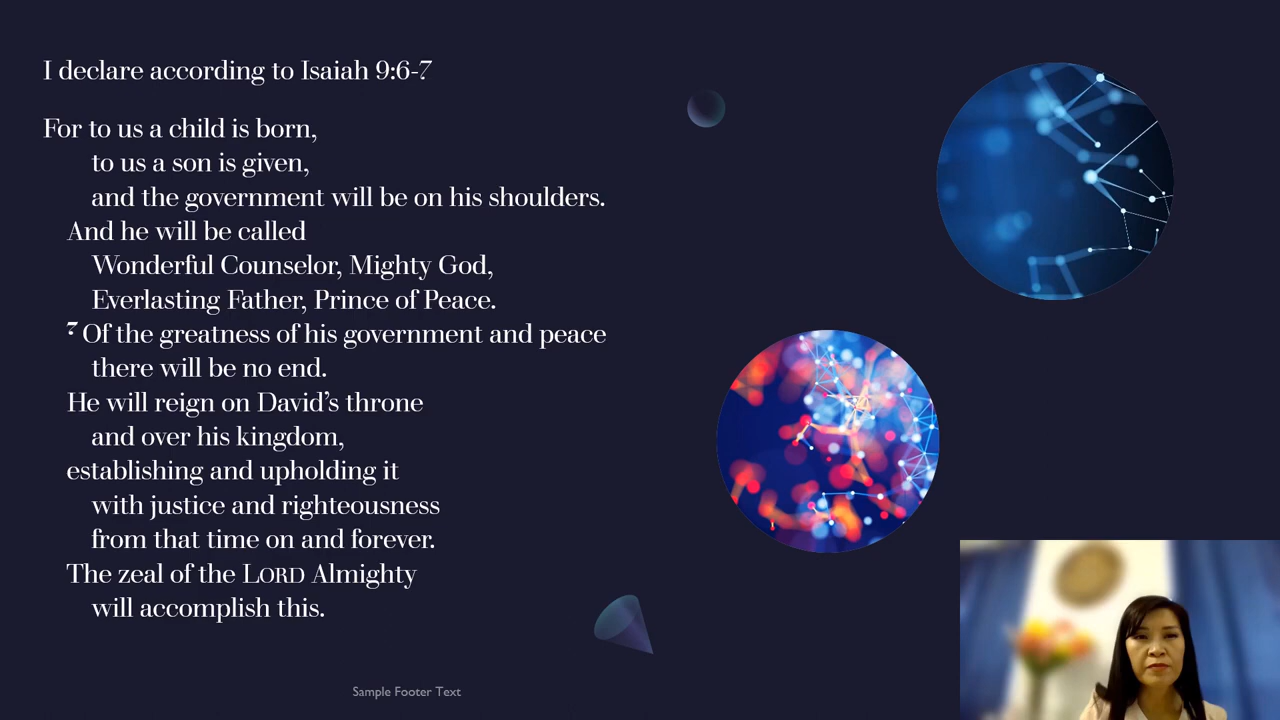 I declare according to Isaiah 9:6-7
For to us a child is born,
to us a son is given,
and the government will be on his shoulders.
And he will be called
Wonderful Counselor, Mighty God,
Everlasting Father, Prince of Peace.
7 Of the greatness of his government and peace
there will be no end.
He will reign on David’s throne
and over his kingdom,
establishing and upholding it
with justice and righteousness
from that time on and forever.
The zeal of the LORD Almighty
will accomplish this.
Sample Footer Text